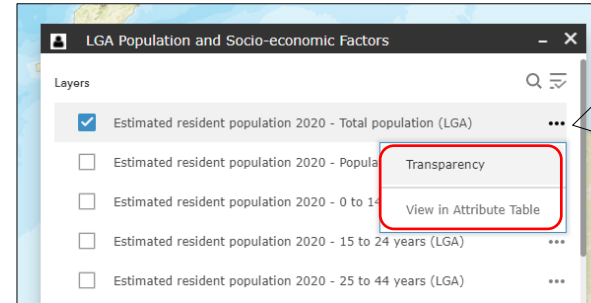 LGA Population and Socio-economic Factors
Layers
Estimated resident population 2020 - Total population (LGA)
Estimated resident population 2020 - Popula
Transparency
Estimated resident population 2020 - 0 to 14
View in Attribute Table
Estimated resident population 2020 - 15 to 24 years (LGA)
Estimated resident population 2020 - 25 to 44 years (LGA)